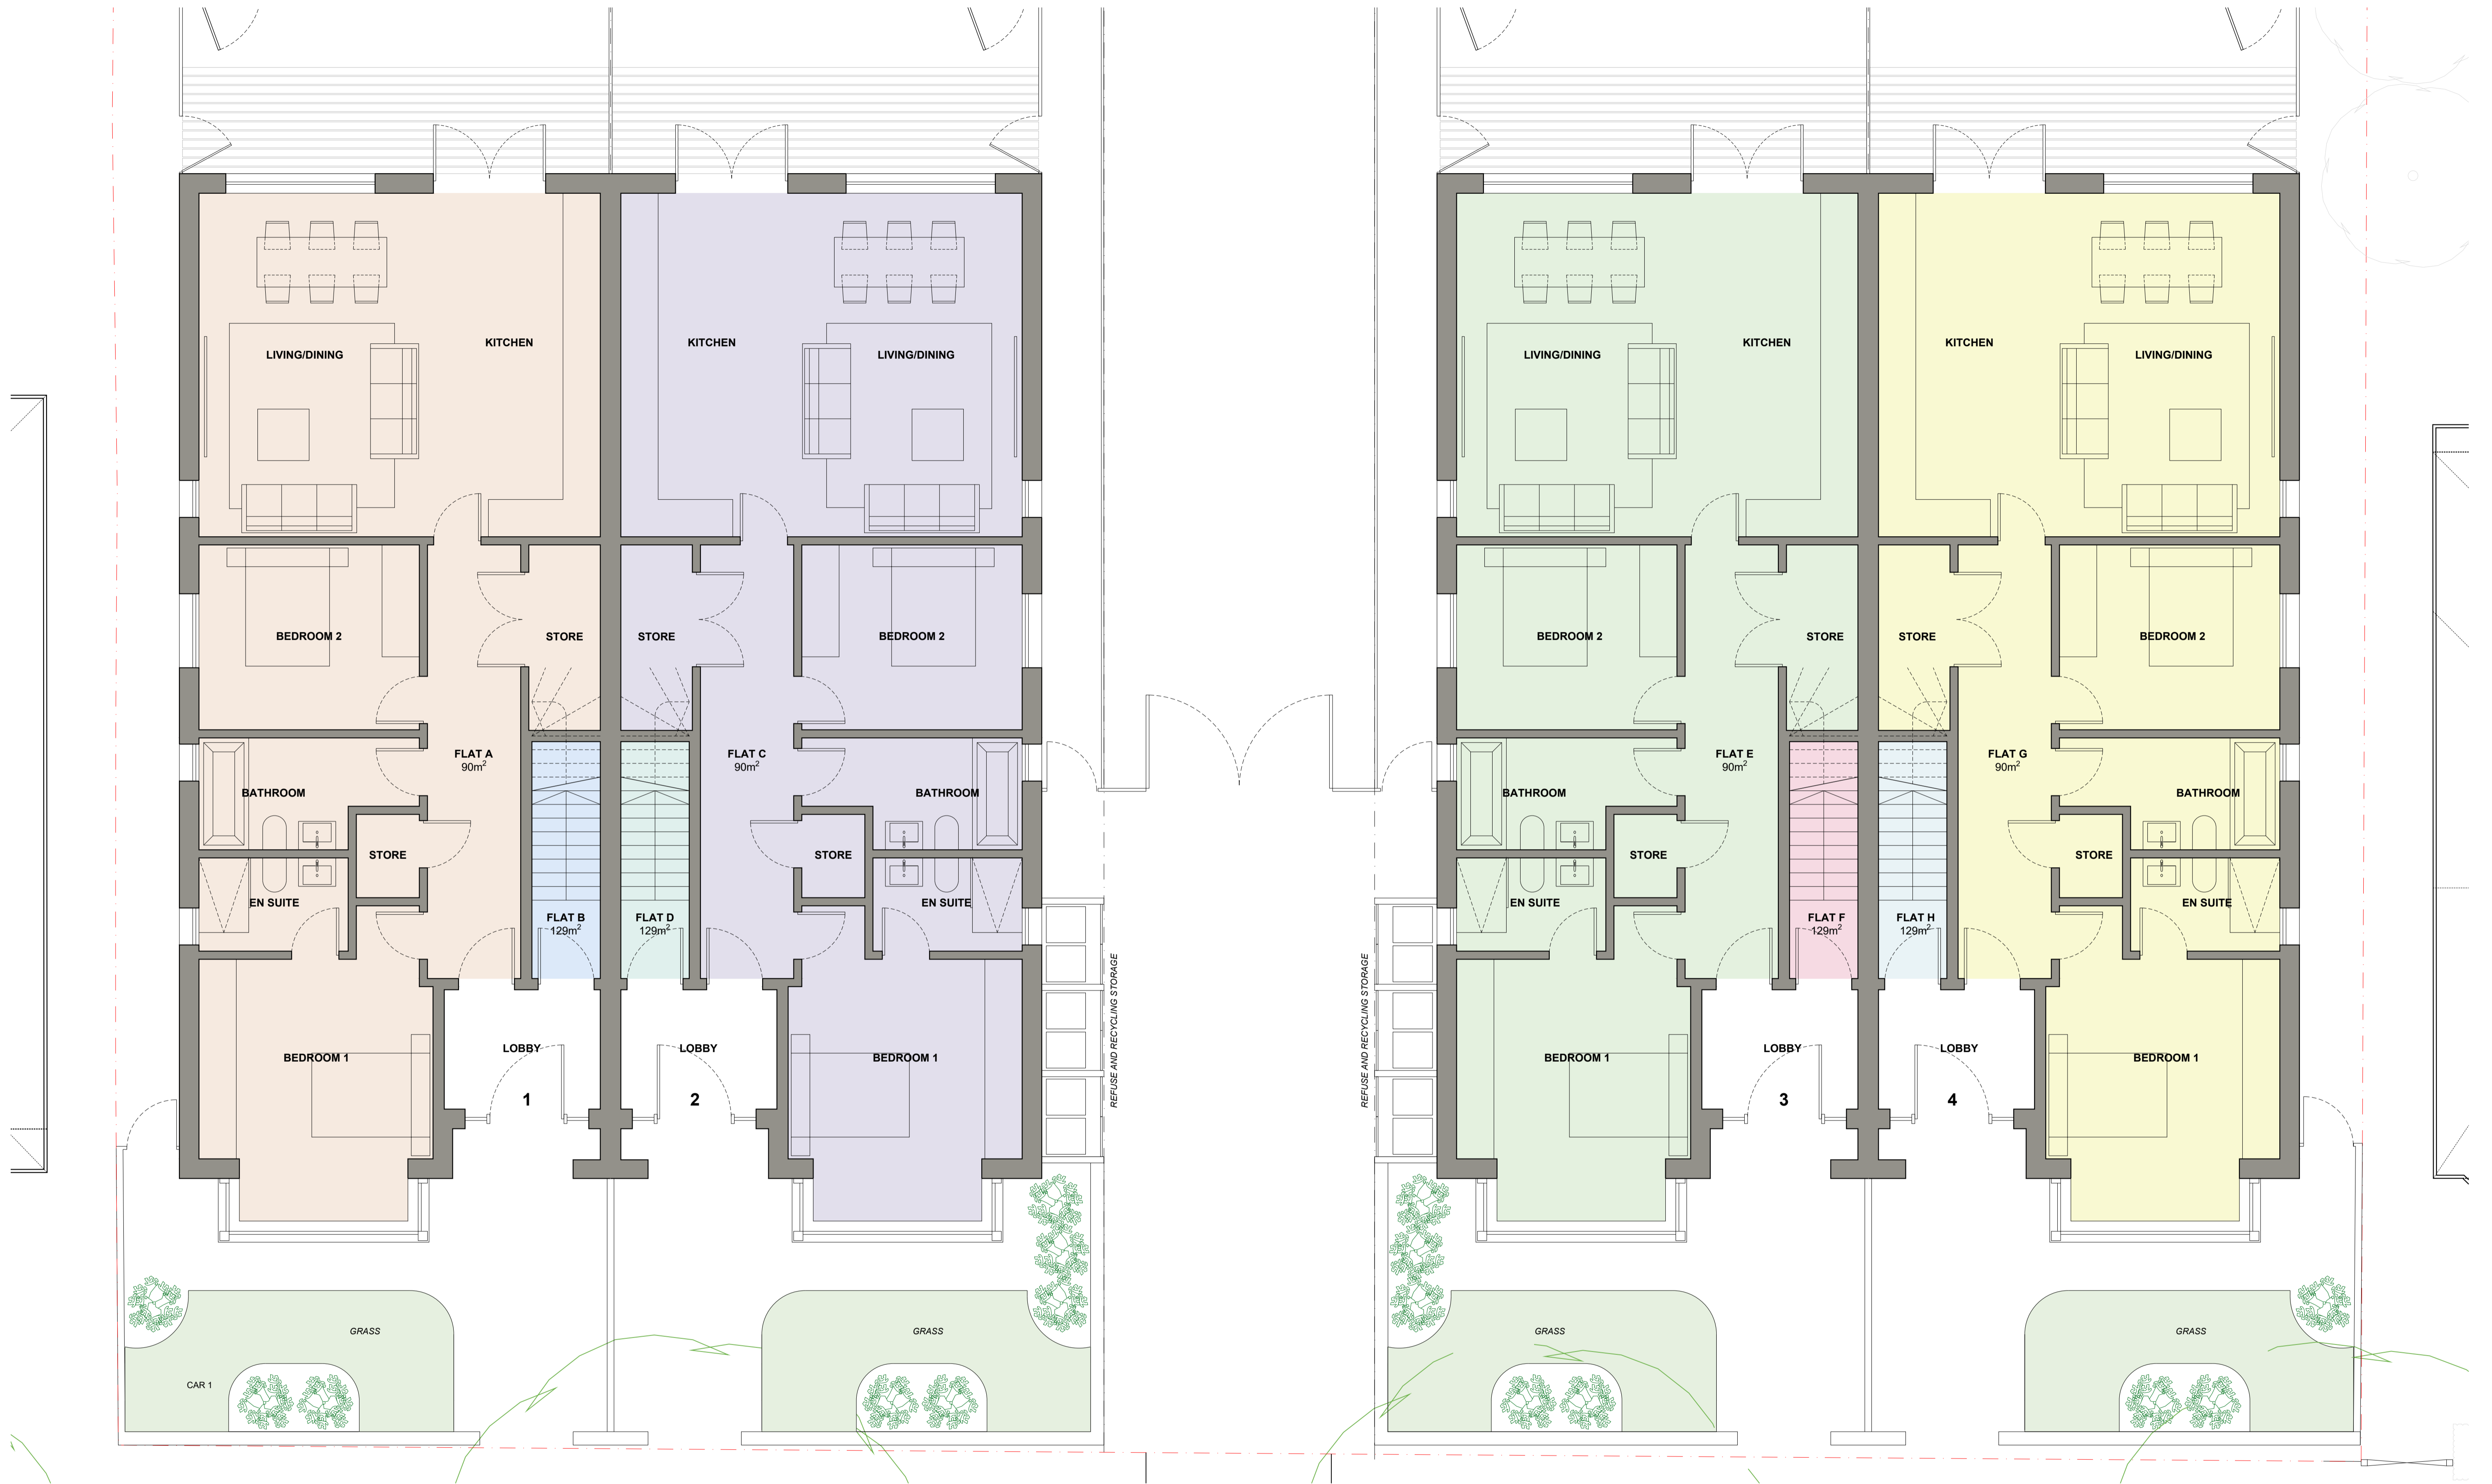 LIVING/DINING
KITCHEN
KITCHEN
LIVING/DINING
LIVING/DINING
KITCHEN
KITCHEN
LIVING/DINING
BEDROOM 2
STORE
STORE
BEDROOM 2
BEDROOM 2
STORE
STORE
BEDROOM 2
FLAT A
90m²
FLAT C
90m²
FLAT E
90m²
FLAT G
90m²
BATHROOM
BATHROOM
BATHROOM
BATHROOM
STORE
STORE
STORE
STORE
EN SUITE
EN SUITE
EN SUITE
EN SUITE
FLAT B
129m²
FLAT D
129m²
FLAT F
129m²
FLAT H
129m²
REFUSE AND RECYCLING STORAGE
REFUSE AND RECYCLING STORAGE
LOBBY
LOBBY
LOBBY
LOBBY
BEDROOM 1
BEDROOM 1
BEDROOM 1
BEDROOM 1
1
2
3
4
GRASS
GRASS
GRASS
GRASS
CAR 1